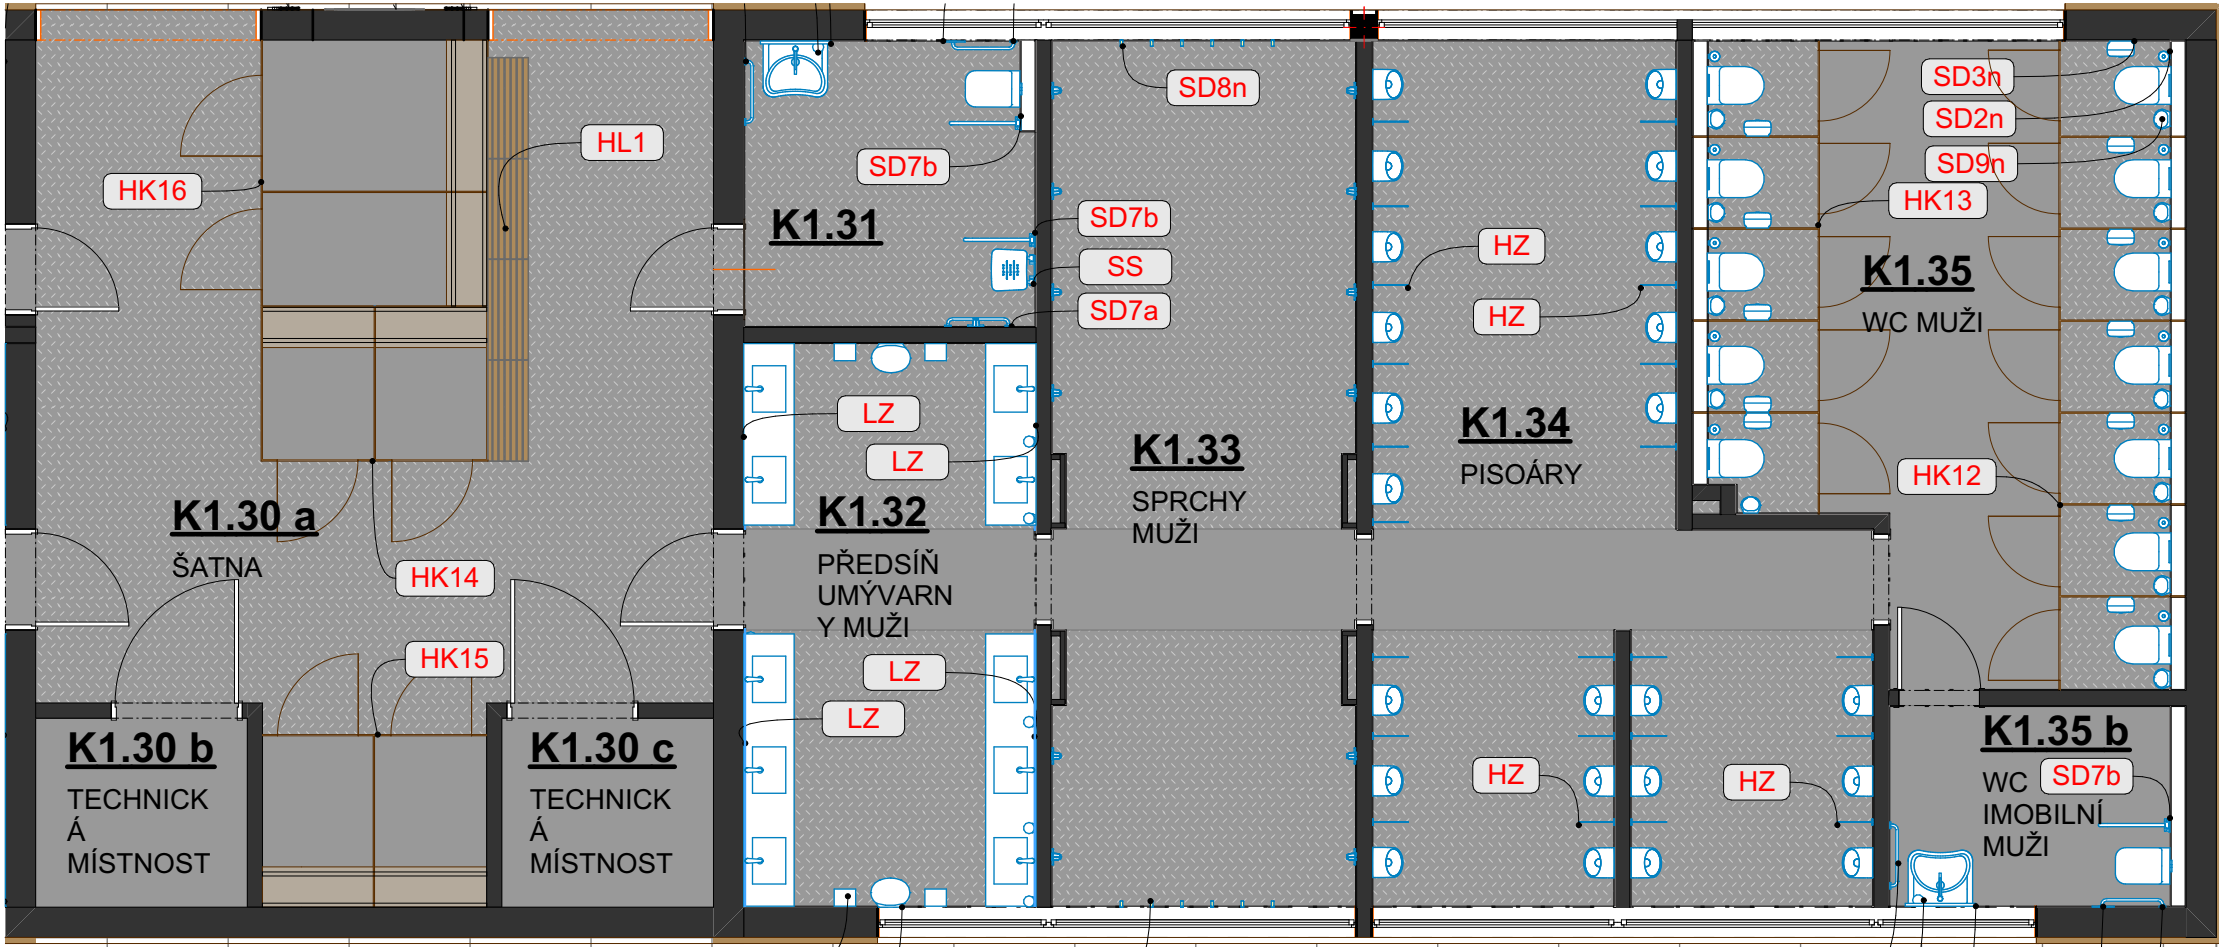 HK16
HL1
K1.30 a
ŠATNA
HK14
HK15
K1.30 b
TECHNICK
Á
MÍSTNOST
K1.30 c
TECHNICK
Á
MÍSTNOST
SD7b
K1.31
SD7b
SS
SD7a
LZ
LZ
K1.32
PŘEDSÍŇ
UMÝVARN
Y MUŽI
LZ
LZ
SD8n
K1.33
SPRCHY
MUŽI
HZ
HZ
K1.34
PISOÁRY
HZ
HZ
SD3n
SD2n
SD9n
HK13
K1.35
WC MUŽI
HK12
K1.35 b
WC
IMOBILNÍ
MUŽI
SD7b